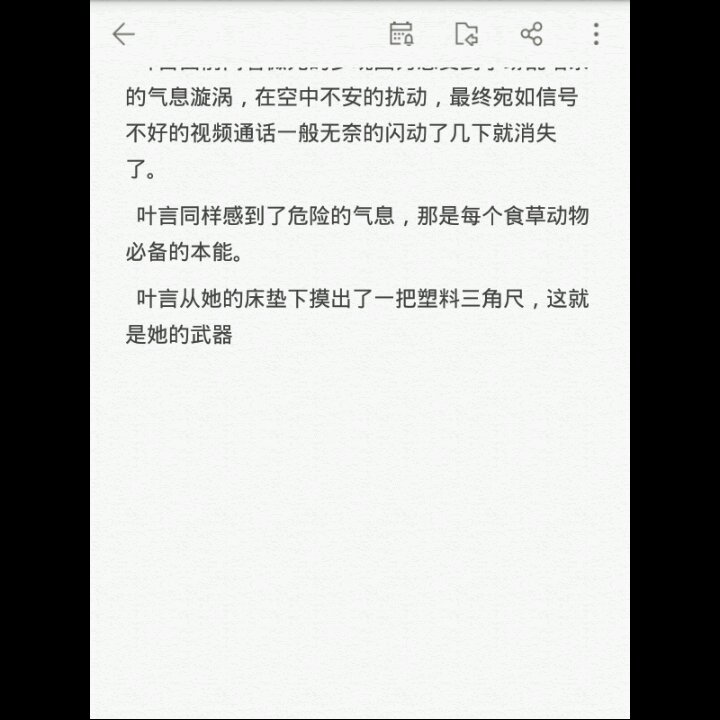 的气息漩涡，在空中不安的扰动，最终宛如信号
不好的视频通话一般无奈的闪动了几下就消失
了。
叶言同样感到了危险的气息，那是每个食草动物
必备的本能。
叶言从她的床垫下摸出了一把塑料三角尺，这就
是她的武器